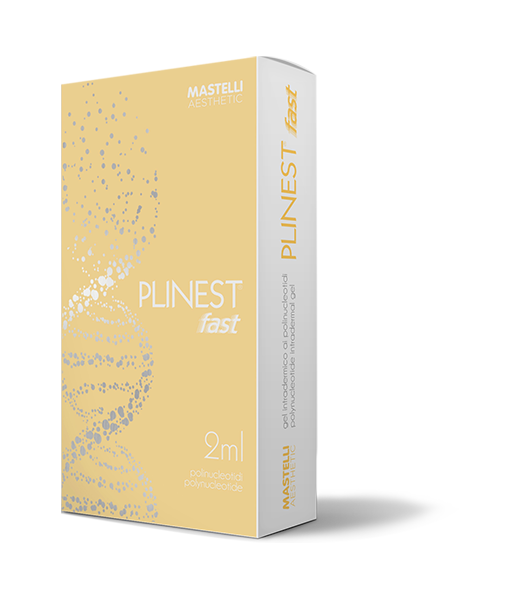 MASTELLI
AESTHETIC
PLINEST
fast
2ml
polinucleotidi
polynucleotide
PLINEST fast
gel intradermico ai polinucleotidi
polynucleotide intradermal gel
MASTELLI
AESTHETIC